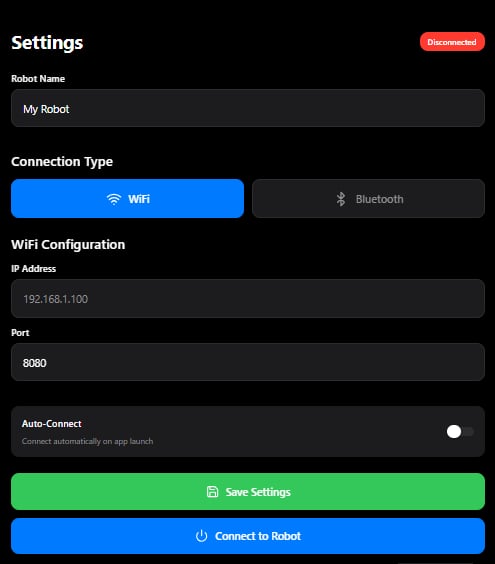 Settings
Disconnected
Robot Name
My Robot
Connection Type
WiFi
Bluetooth
WiFi Configuration
IP Address
192.168.1.100
Port
8080
Auto-Connect
Connect automatically on app launch
Save Settings
Connect to Robot